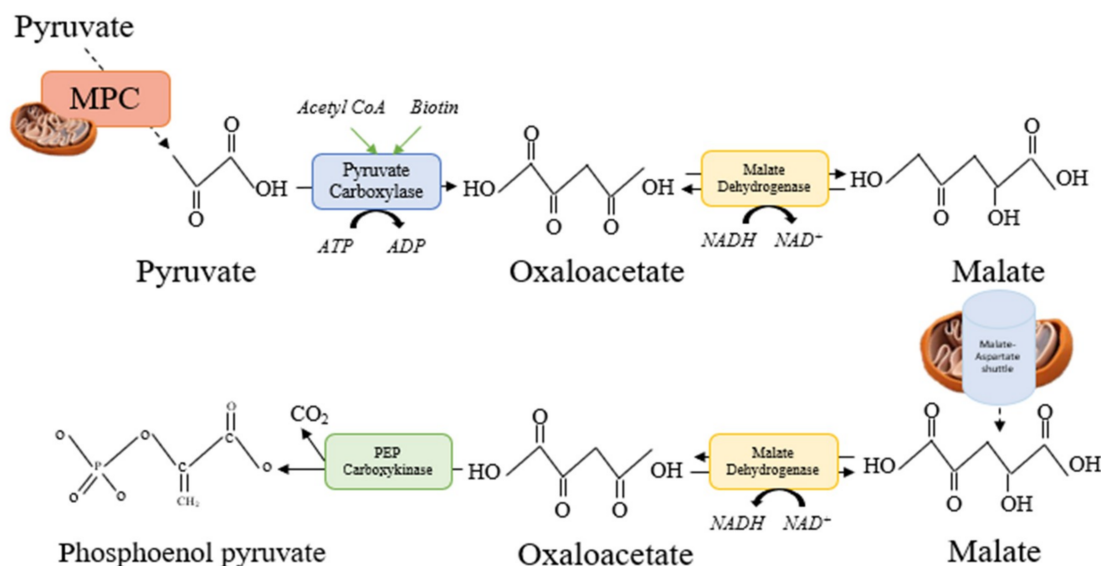 Pyruvate
MPC
Acetyl CoA Biotin
Pyruvate
Carboxylase
ATP ADP
O
O
OH
Pyruvate
HO
O
O
O
OH
Oxaloacetate
Malate
Dehydrogenase
NADH NAD+
HO
O
O
OH
OH
Malate
Malate-
Aspartate
shuttle
O
O
HO
OH
O
OH
Malate
Malate
Dehydrogenase
NADH NAD+
O
HO
OH
O
O
Oxaloacetate
PEP
Carboxykinase
CO2
O
O
O
C
P
C
O
O
O
CH2
Phosphoenol pyruvate